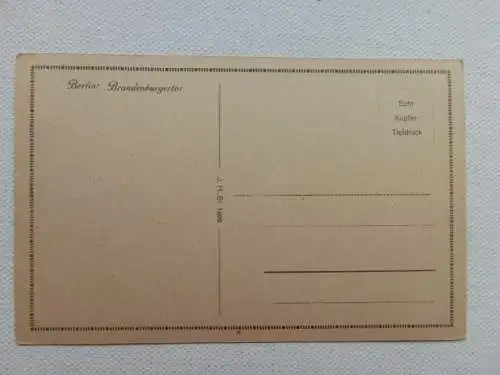 Berlin: Brandenburgertor
Echt
Kupfer-
Tiefdruck